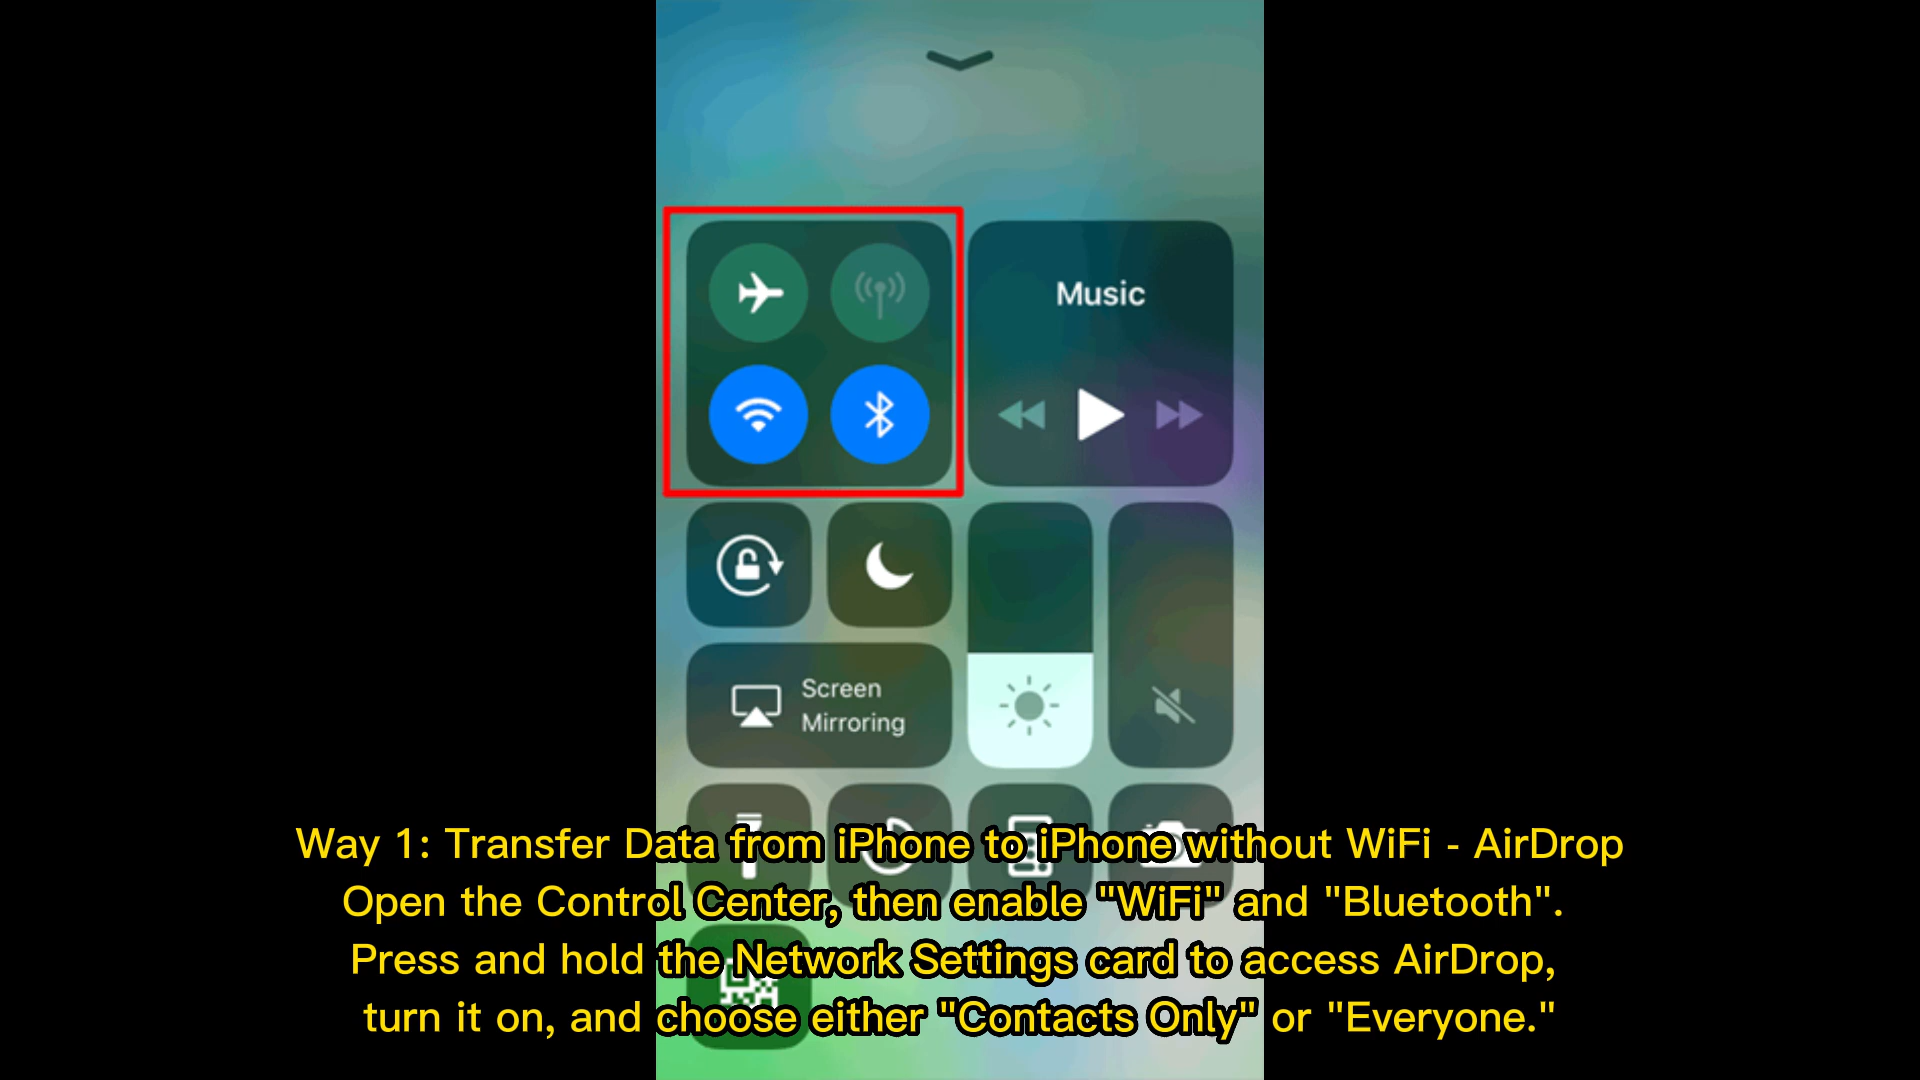 Music
Screen
Mirroring
Way 1: Transfer Data from iPhone to iPhone without WiFi - AirDrop
Open the Control Center, then enable "WiFi" and "Bluetooth".
Press and hold the Network Settings card to access AirDrop,
turn it on, and choose either "Contacts Only" or "Everyone."